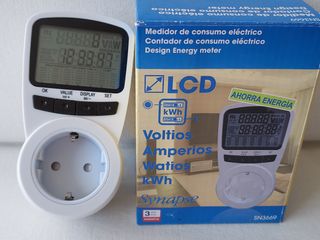 Medidor de consumo eléctrico
Contador de consumo eléctrico
Design Energy meter
LCD
kWh
AHORRA ENERGÍA
Voltios
Amperios
Watios
kWh
Synapse
SN3669
OK VALUE DISPLAY SET